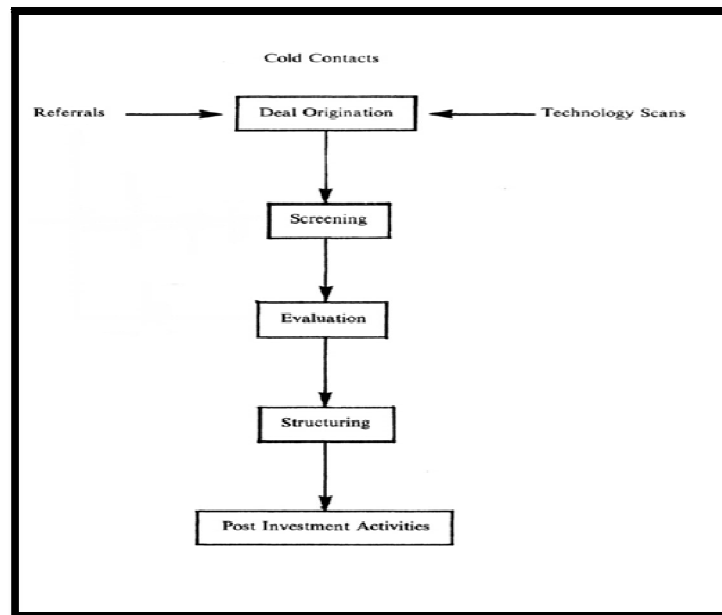 Cold Contacts
Referrals
Deal Origination
Technology Scans
Screening
Evaluation
Structuring
Post Investment Activities